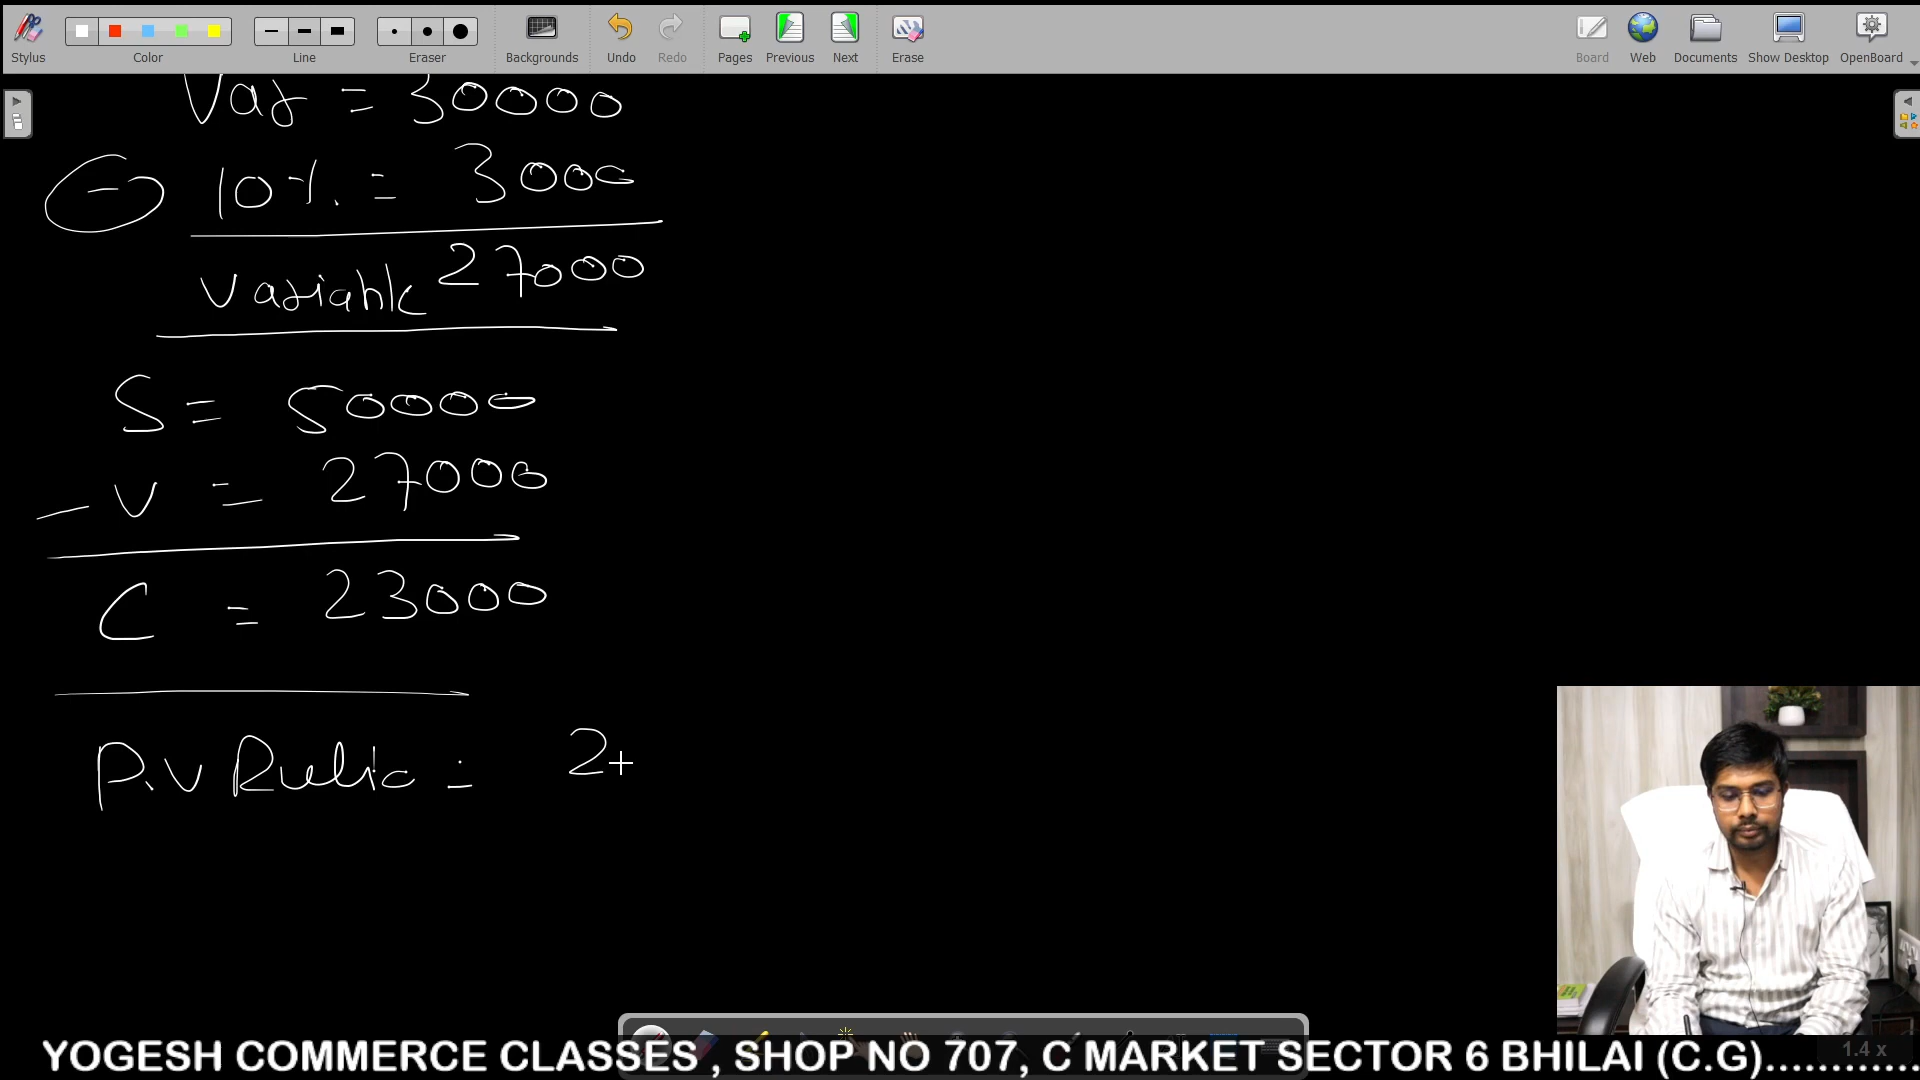 Stylus Color Line Eraser Backgrounds Undo Redo Pages Previous Next Erase Board Web Documents Show Desktop OpenBoard
Var = 30000
- 10%. = 3000
Variable 27000
S = 50000
- V = 27000
C = 23000
P.V Ratio = 2
YOGESH COMMERCE CLASSES , SHOP NO 707, C MARKET SECTOR 6 BHILAI (C.G)............
1.4 x